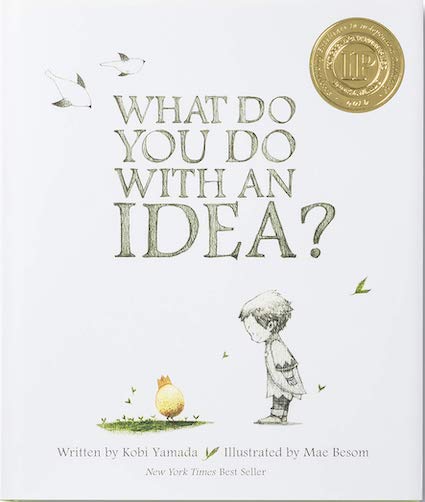 WHAT DO
YOU DO
WITH AN
IDEA?
Written by Kobi Yamada Illustrated by Mae Besom
New York Times Best Seller